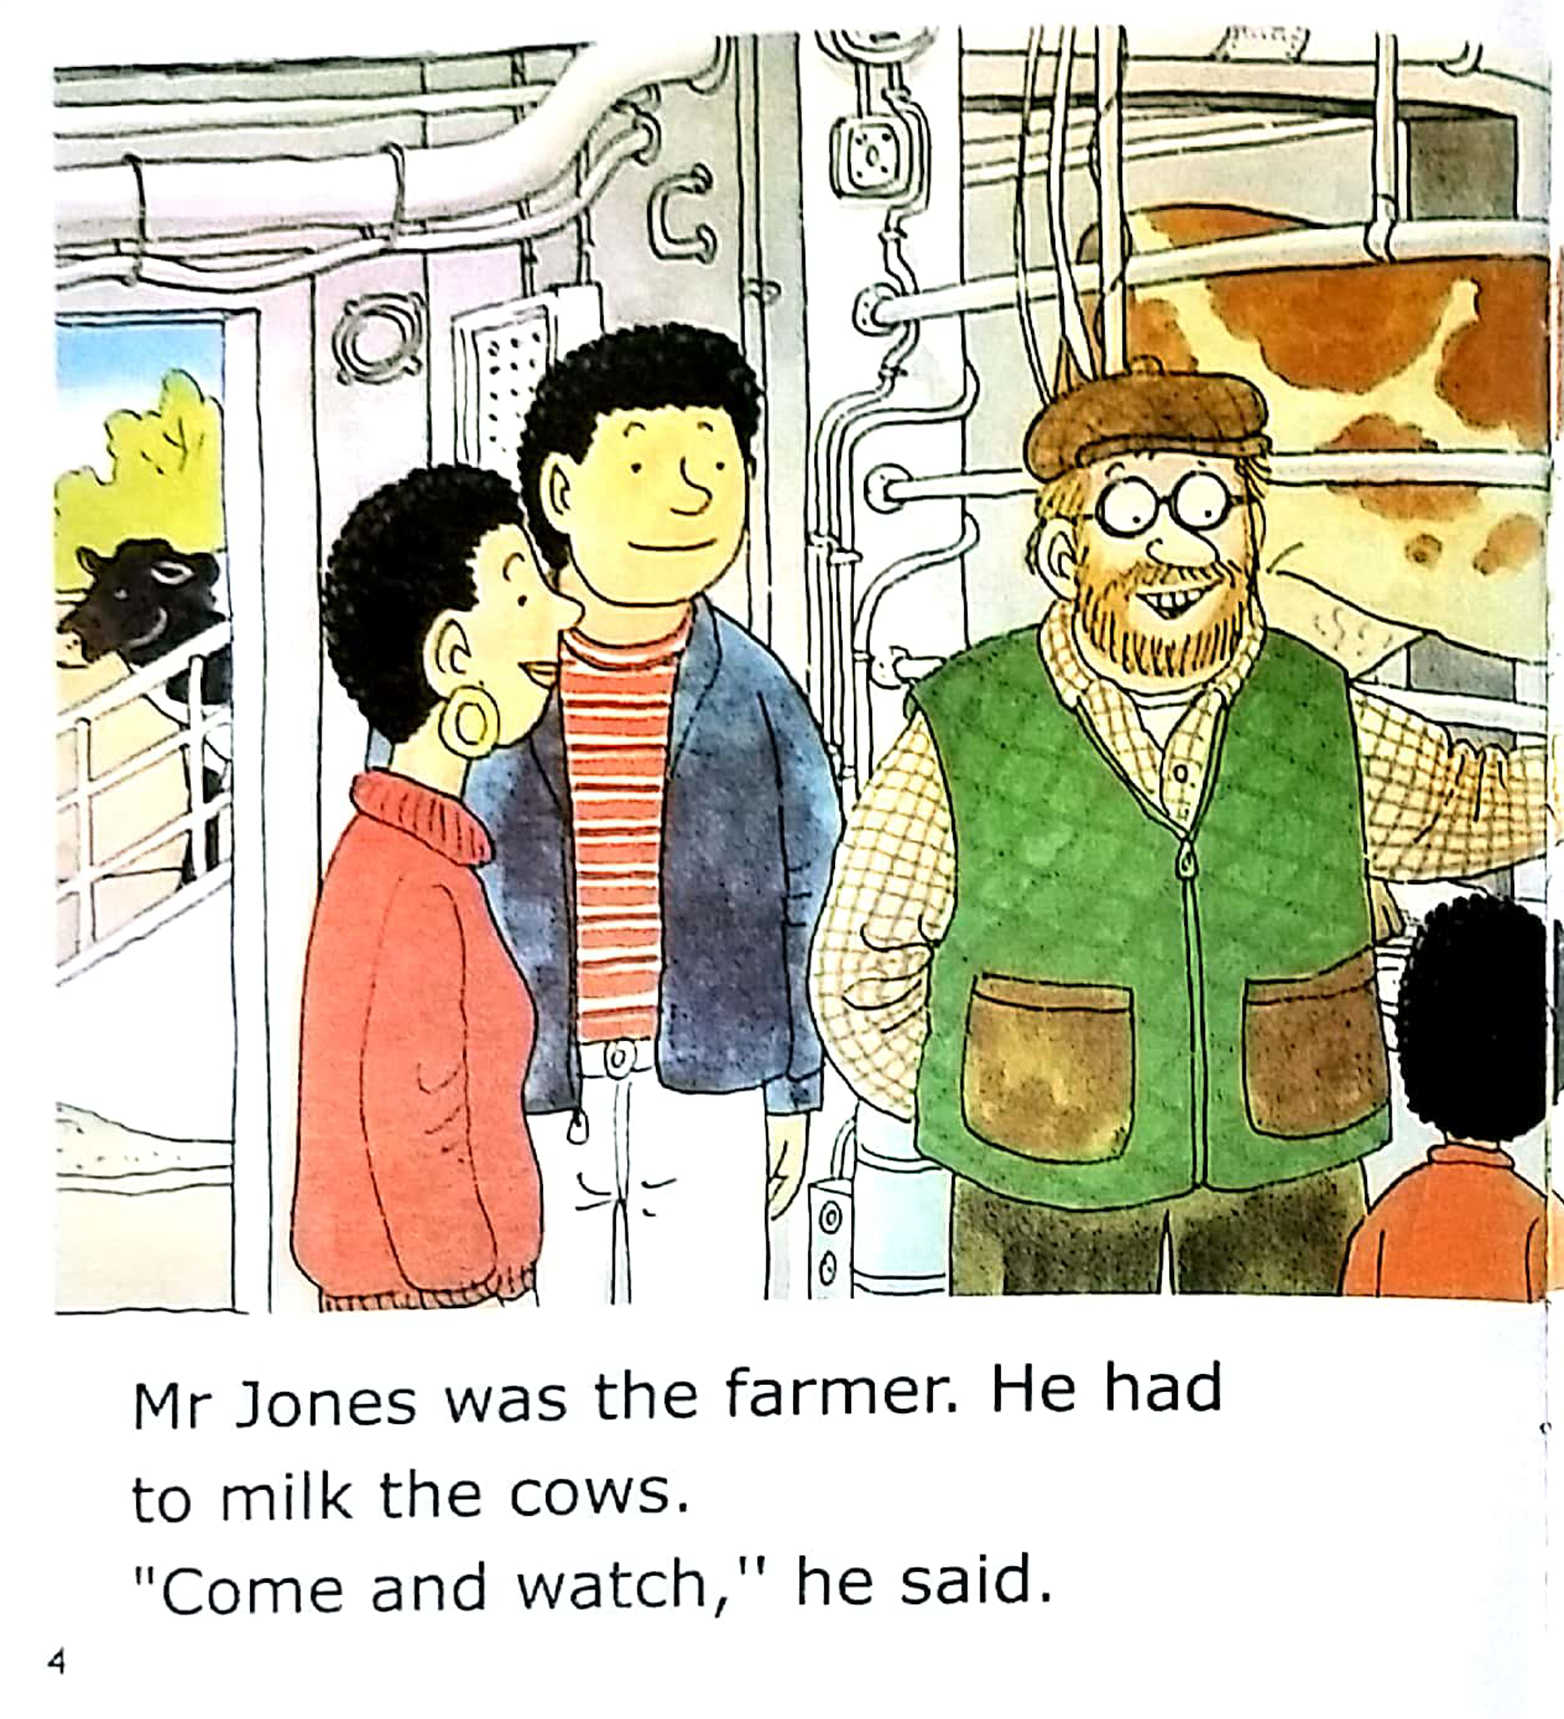 Mr Jones was the farmer. He had
to milk the cows.
"Come and watch," he said.
4